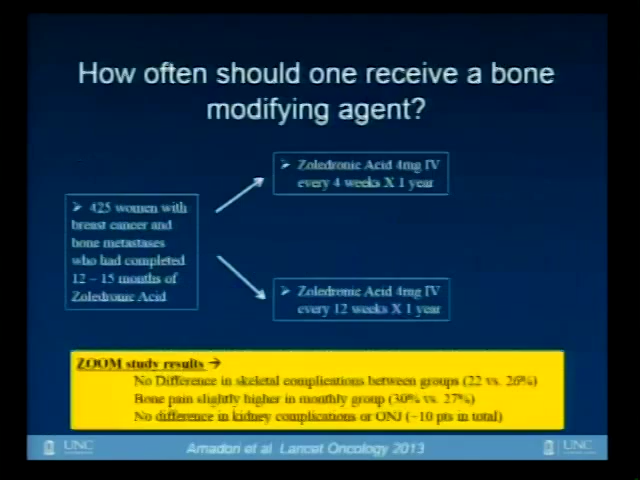 How often should one receive a bone
modifying agent?
➢ Zoledronic Acid 4mg IV
every 4 weeks X 1 year
➢ 425 women with
breast cancer and
bone metastases
who had completed
12 – 15 months of
Zoledronic Acid
➢ Zoledronic Acid 4mg IV
every 12 weeks X 1 year
ZOOM study results →
No Difference in skeletal complications between groups (22 vs. 26%)
Bone pain slightly higher in monthly group (30% vs. 27%)
No difference in kidney complications or ONJ (~10 pts in total)
UNC
Amadori et al Lancet Oncology 2013
UNC